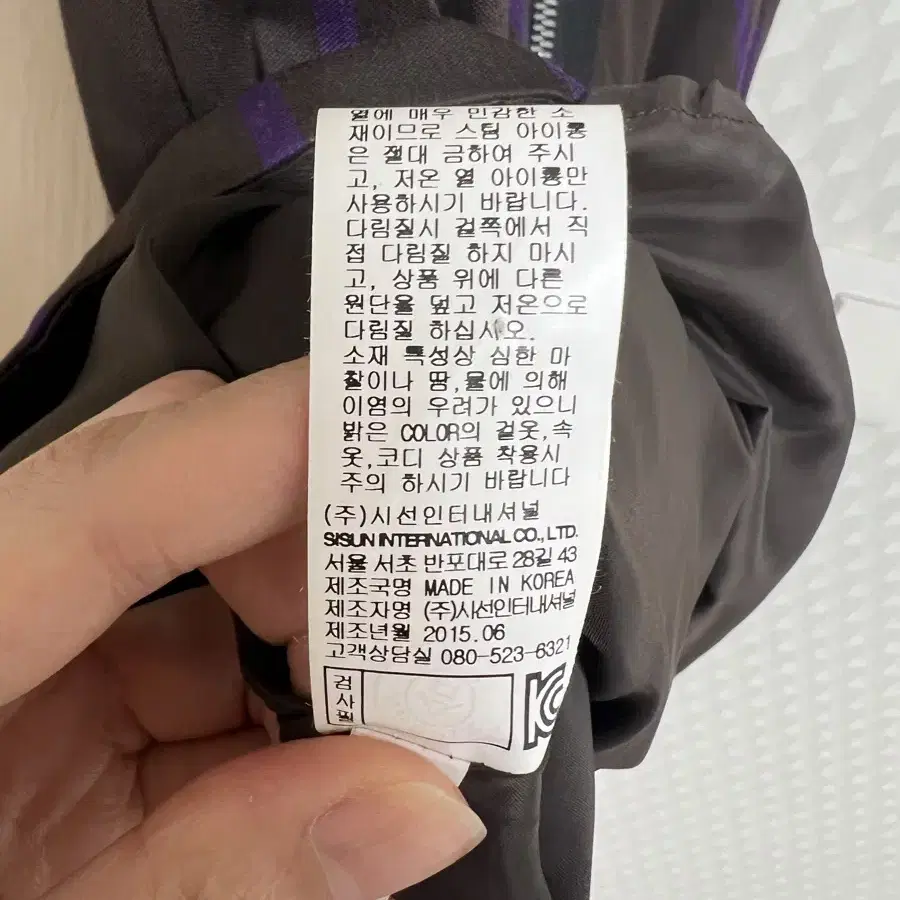 열에 매우 민감한 소
재이므로 스팀 아이롱
은 절대 금하여 주시
고, 저온 열 아이롱만
사용하시기 바랍니다.
다림질시 겉쪽에서 직
접 다림질 하지 마시
고, 상품 위에 다른
원단을 덮고 저온으로
다림질 하십시오.
소재 특성상 심한 마
찰이나 땀,물에 의해
이염의 우려가 있으니
밝은 COLOR의 겉옷,속
옷,코디 상품 착용시
주의 하시기 바랍니다
(주)시선인터내셔널
SISUN INTERNATIONAL CO., LTD.
서울 서초 반포대로 28길 43
제조국명 MADE IN KOREA
제조자명 (주)시선인터내셔널
제조년월 2015.06
고객상담실 080-523-6321
검사필
KC